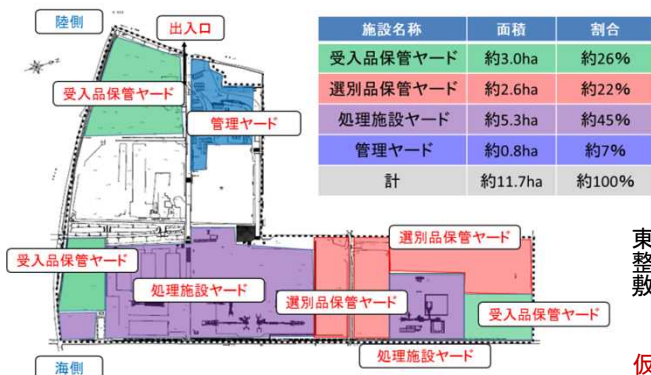 陸側
出入口
受入品保管ヤード
管理ヤード
施設名称 面積 割合
受入品保管ヤード 約3.0ha 約26%
選別品保管ヤード 約2.6ha 約22%
処理施設ヤード 約5.3ha 約45%
管理ヤード 約0.8ha 約7%
計 約11.7ha 約100%
選別品保管ヤード
受入品保管ヤード
処理施設ヤード
選別品保管ヤード
受入品保管ヤード
処理施設ヤード
海側
東
整
敷
仮